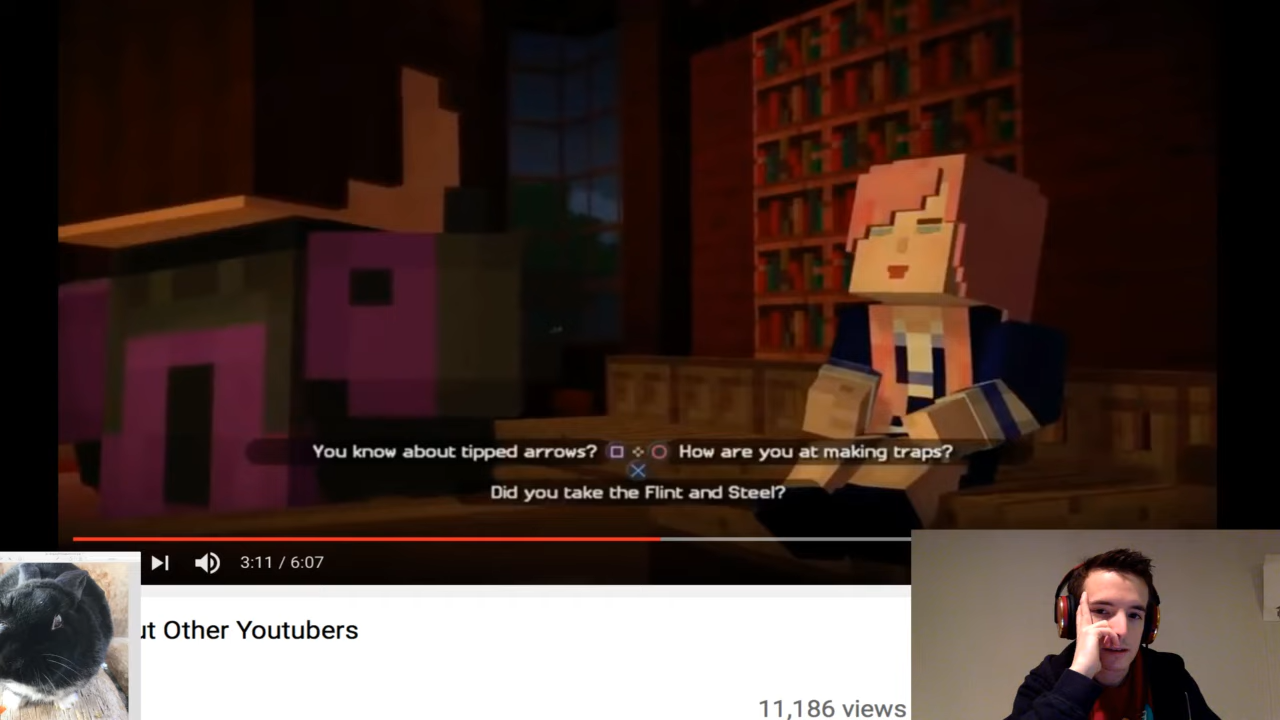 You know about tipped arrows? How are you at making traps?
Did you take the Flint and Steel?
3:11 / 6:07
ut Other Youtubers
11,186 views